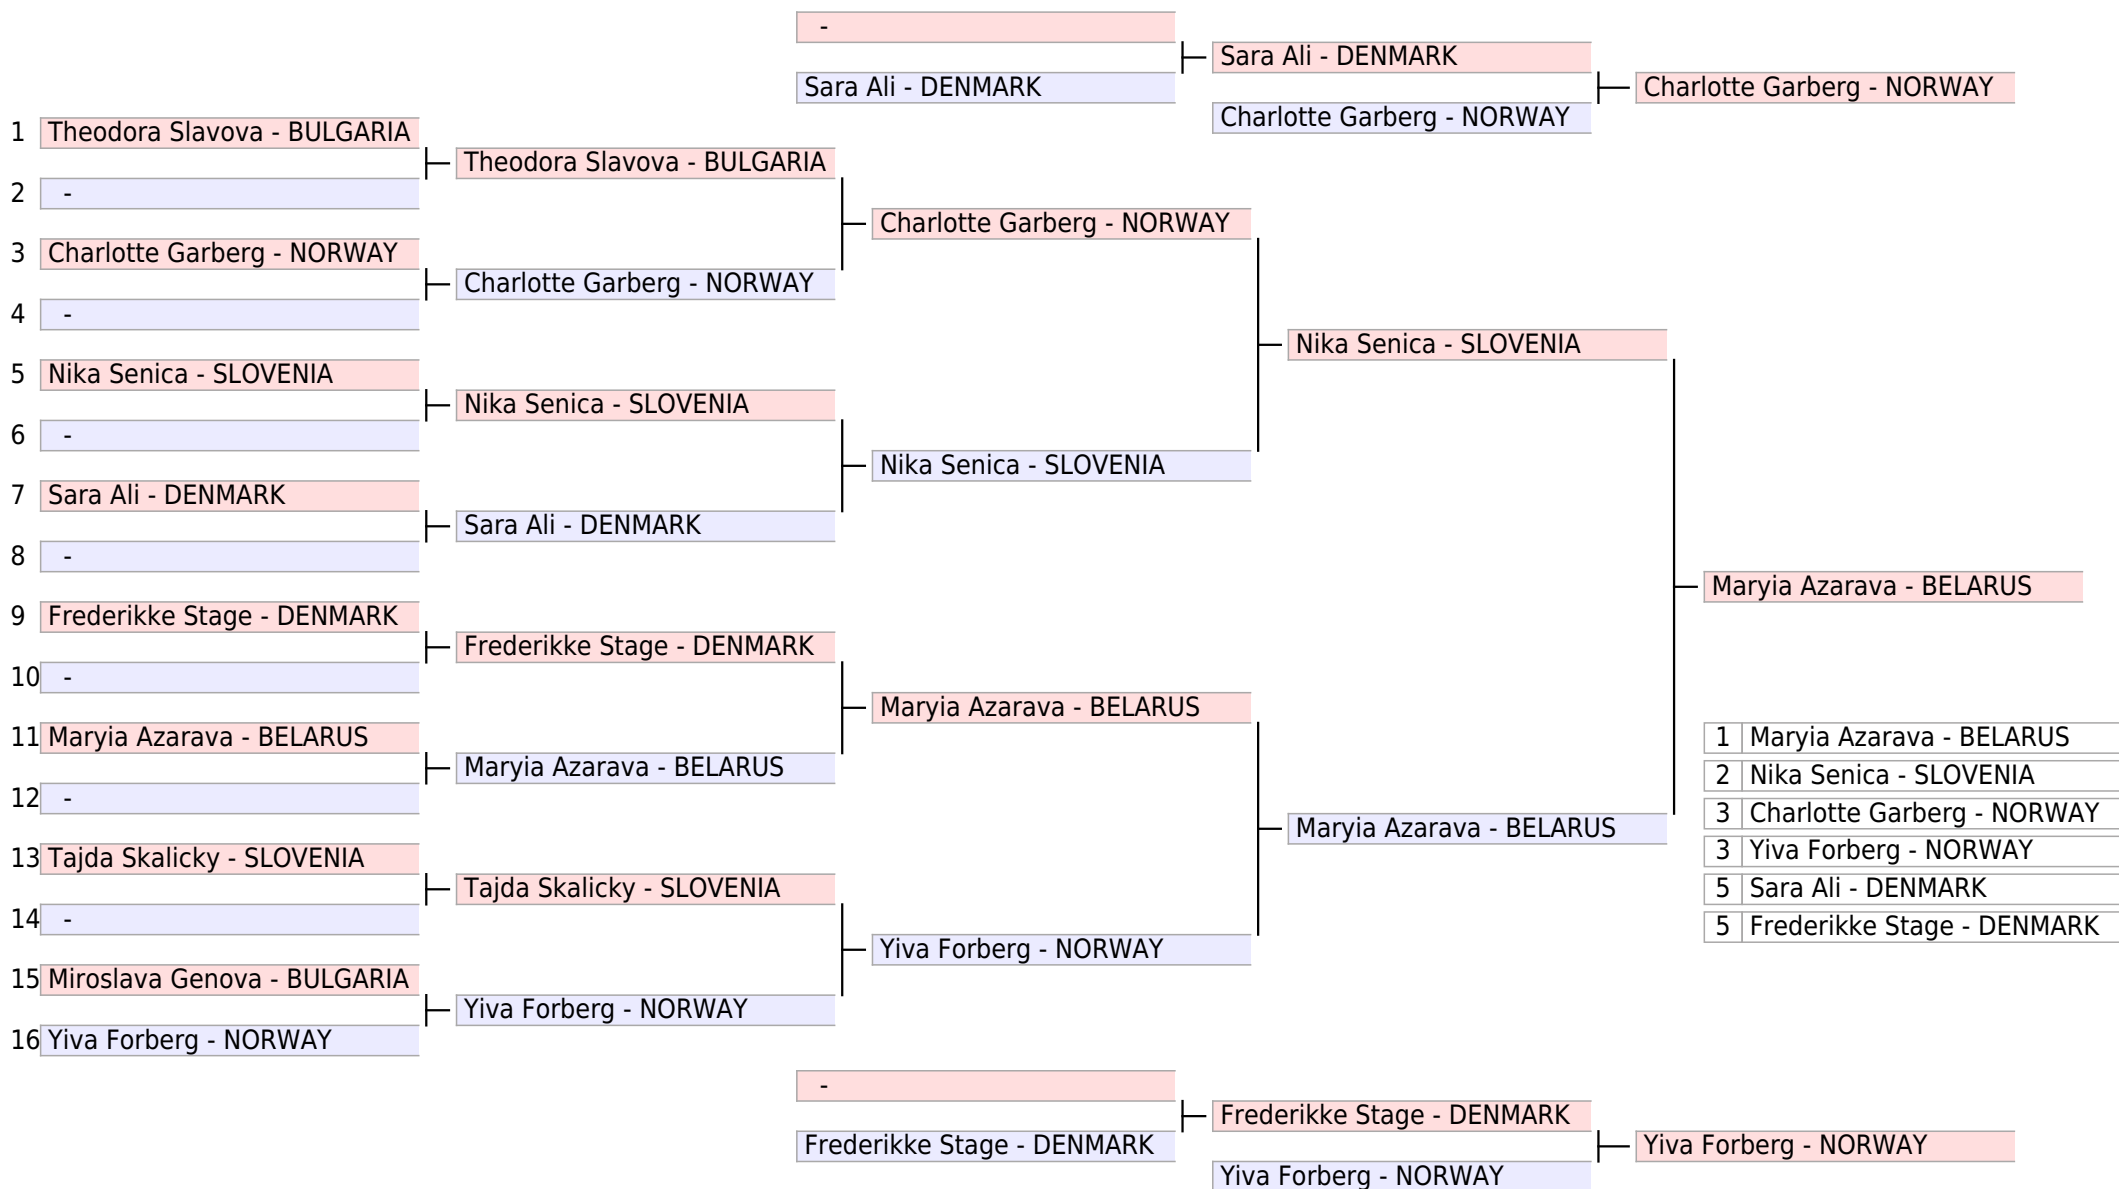 -
Sara Ali - DENMARK
Sara Ali - DENMARK
Charlotte Garberg - NORWAY
Charlotte Garberg - NORWAY
1 Theodora Slavova - BULGARIA
2 -
3 Charlotte Garberg - NORWAY
4 -
5 Nika Senica - SLOVENIA
6 -
7 Sara Ali - DENMARK
8 -
9 Frederikke Stage - DENMARK
10 -
11 Maryia Azarava - BELARUS
12 -
13 Tajda Skalicky - SLOVENIA
14 -
15 Miroslava Genova - BULGARIA
16 Yiva Forberg - NORWAY
Theodora Slavova - BULGARIA
Charlotte Garberg - NORWAY
Nika Senica - SLOVENIA
Sara Ali - DENMARK
Frederikke Stage - DENMARK
Maryia Azarava - BELARUS
Tajda Skalicky - SLOVENIA
Yiva Forberg - NORWAY
Charlotte Garberg - NORWAY
Nika Senica - SLOVENIA
Maryia Azarava - BELARUS
Yiva Forberg - NORWAY
Nika Senica - SLOVENIA
Maryia Azarava - BELARUS
Maryia Azarava - BELARUS
1 Maryia Azarava - BELARUS
2 Nika Senica - SLOVENIA
3 Charlotte Garberg - NORWAY
3 Yiva Forberg - NORWAY
5 Sara Ali - DENMARK
5 Frederikke Stage - DENMARK
-
Frederikke Stage - DENMARK
Frederikke Stage - DENMARK
Yiva Forberg - NORWAY
Yiva Forberg - NORWAY